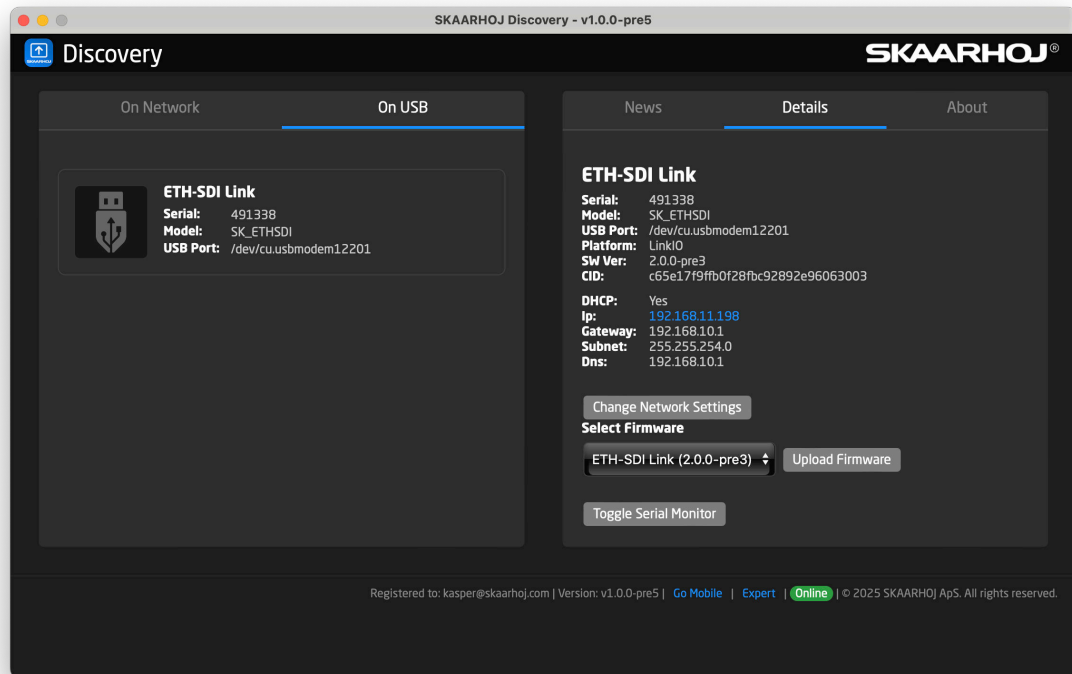 SKAARHOJ Discovery - v1.0.0-pre5
SKAARHOJ
Discovery
SKAARHOJ®
On Network
On USB
ETH-SDI Link
Serial: 491338
Model: SK_ETHSDI
USB Port: /dev/cu.usbmodem12201
News
Details
About
ETH-SDI Link
Serial: 491338
Model: SK_ETHSDI
USB Port: /dev/cu.usbmodem12201
Platform: LinkIO
SW Ver: 2.0.0-pre3
CID: c65e17f9ffb0f28fbc92892e96063003
DHCP: Yes
Ip: 192.168.11.198
Gateway: 192.168.10.1
Subnet: 255.255.254.0
Dns: 192.168.10.1
Change Network Settings
Select Firmware
ETH-SDI Link (2.0.0-pre3)
Upload Firmware
Toggle Serial Monitor
Registered to: kasper@skaarhoj.com | Version: v1.0.0-pre5 | Go Mobile | Expert | Online | © 2025 SKAARHOJ ApS. All rights reserved.